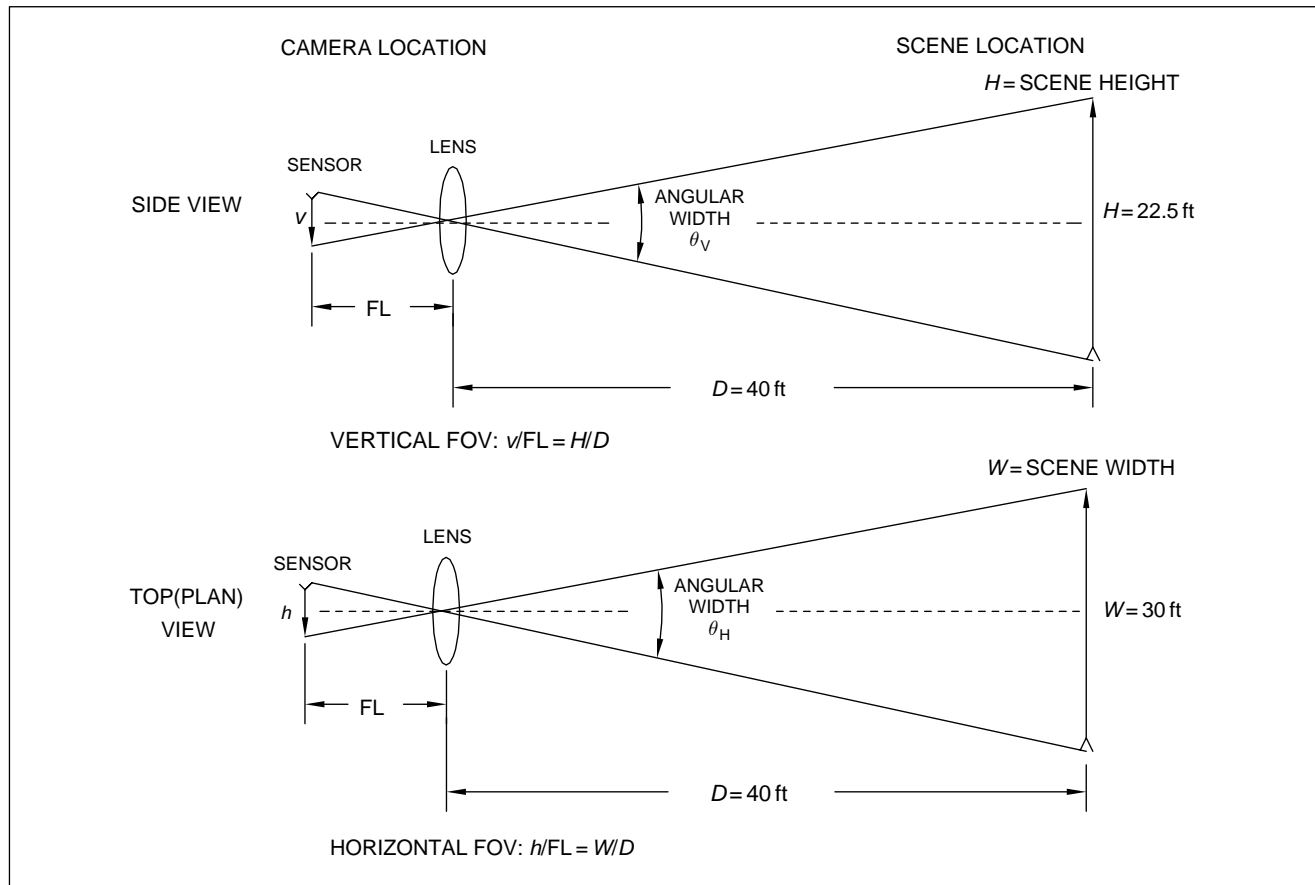 CAMERA LOCATION
SCENE LOCATION
H = SCENE HEIGHT
LENS
SENSOR
SIDE VIEW
v
ANGULAR
WIDTH
θV
H = 22.5 ft
FL
D = 40 ft
VERTICAL FOV: v/FL = H/D
W = SCENE WIDTH
LENS
SENSOR
TOP(PLAN)
VIEW
h
ANGULAR
WIDTH
θH
W = 30 ft
FL
D = 40 ft
HORIZONTAL FOV: h/FL = W/D